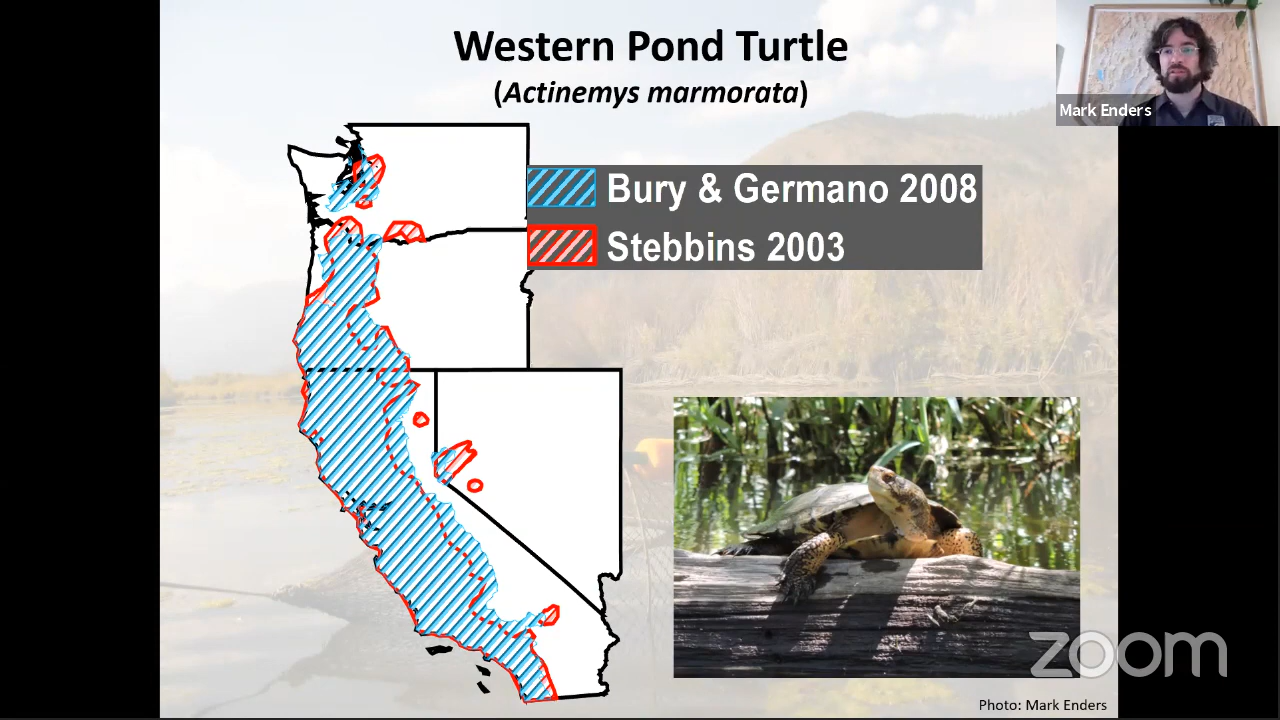 Western Pond Turtle
(Actinemys marmorata)
Mark Enders
Bury & Germano 2008
Stebbins 2003
zoom
Photo: Mark Enders